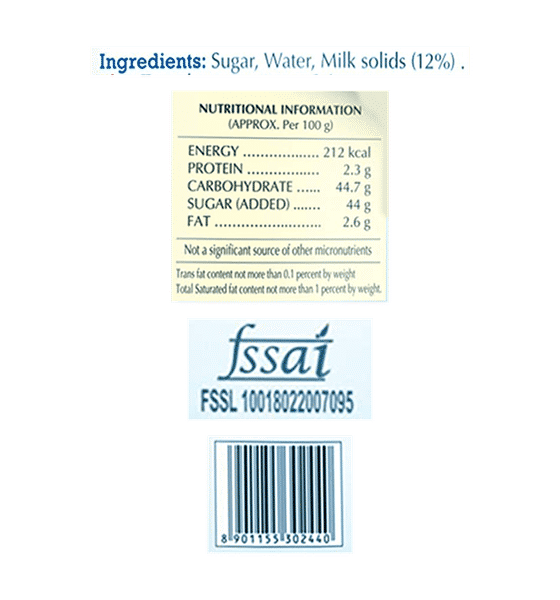 Ingredients: Sugar, Water, Milk solids (12%) .
NUTRITIONAL INFORMATION
(APPROX. Per 100 g)
ENERGY ................... 212 kcal
PROTEIN .................. 2.3 g
CARBOHYDRATE ...... 44.7 g
SUGAR (ADDED) ....... 44 g
FAT .......................... 2.6 g
Not a significant source of other micronutrients
Trans fat content not more than 0.1 percent by weight
Total Saturated fat content not more than 1 percent by weight.
fssai
FSSL 10018022007095
8 901155 302440